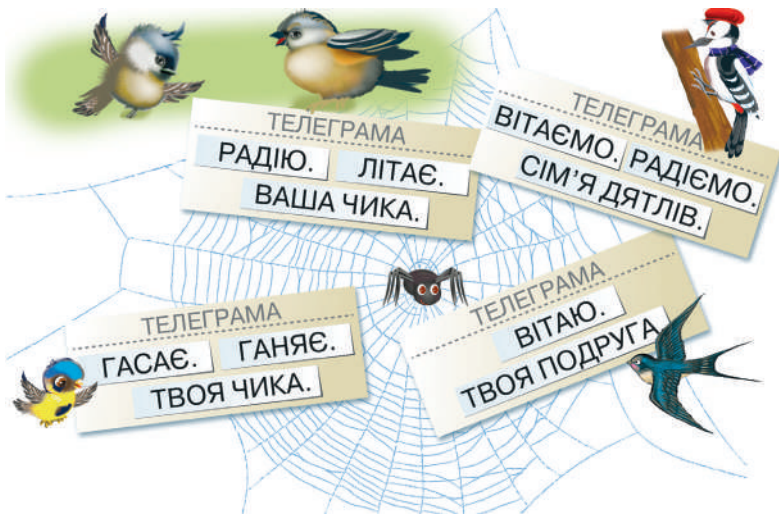 ТЕЛЕГРАМА
РАДІЮ. ЛІТАЄ.
ВАША ЧИКА.
ТЕЛЕГРАМА
ВІТАЄМО. РАДІЄМО.
СІМ’Я ДЯТЛІВ.
ТЕЛЕГРАМА
ГАСАЄ. ГАНЯЄ.
ТВОЯ ЧИКА.
ТЕЛЕГРАМА
ВІТАЮ.
ТВОЯ ПОДРУГА